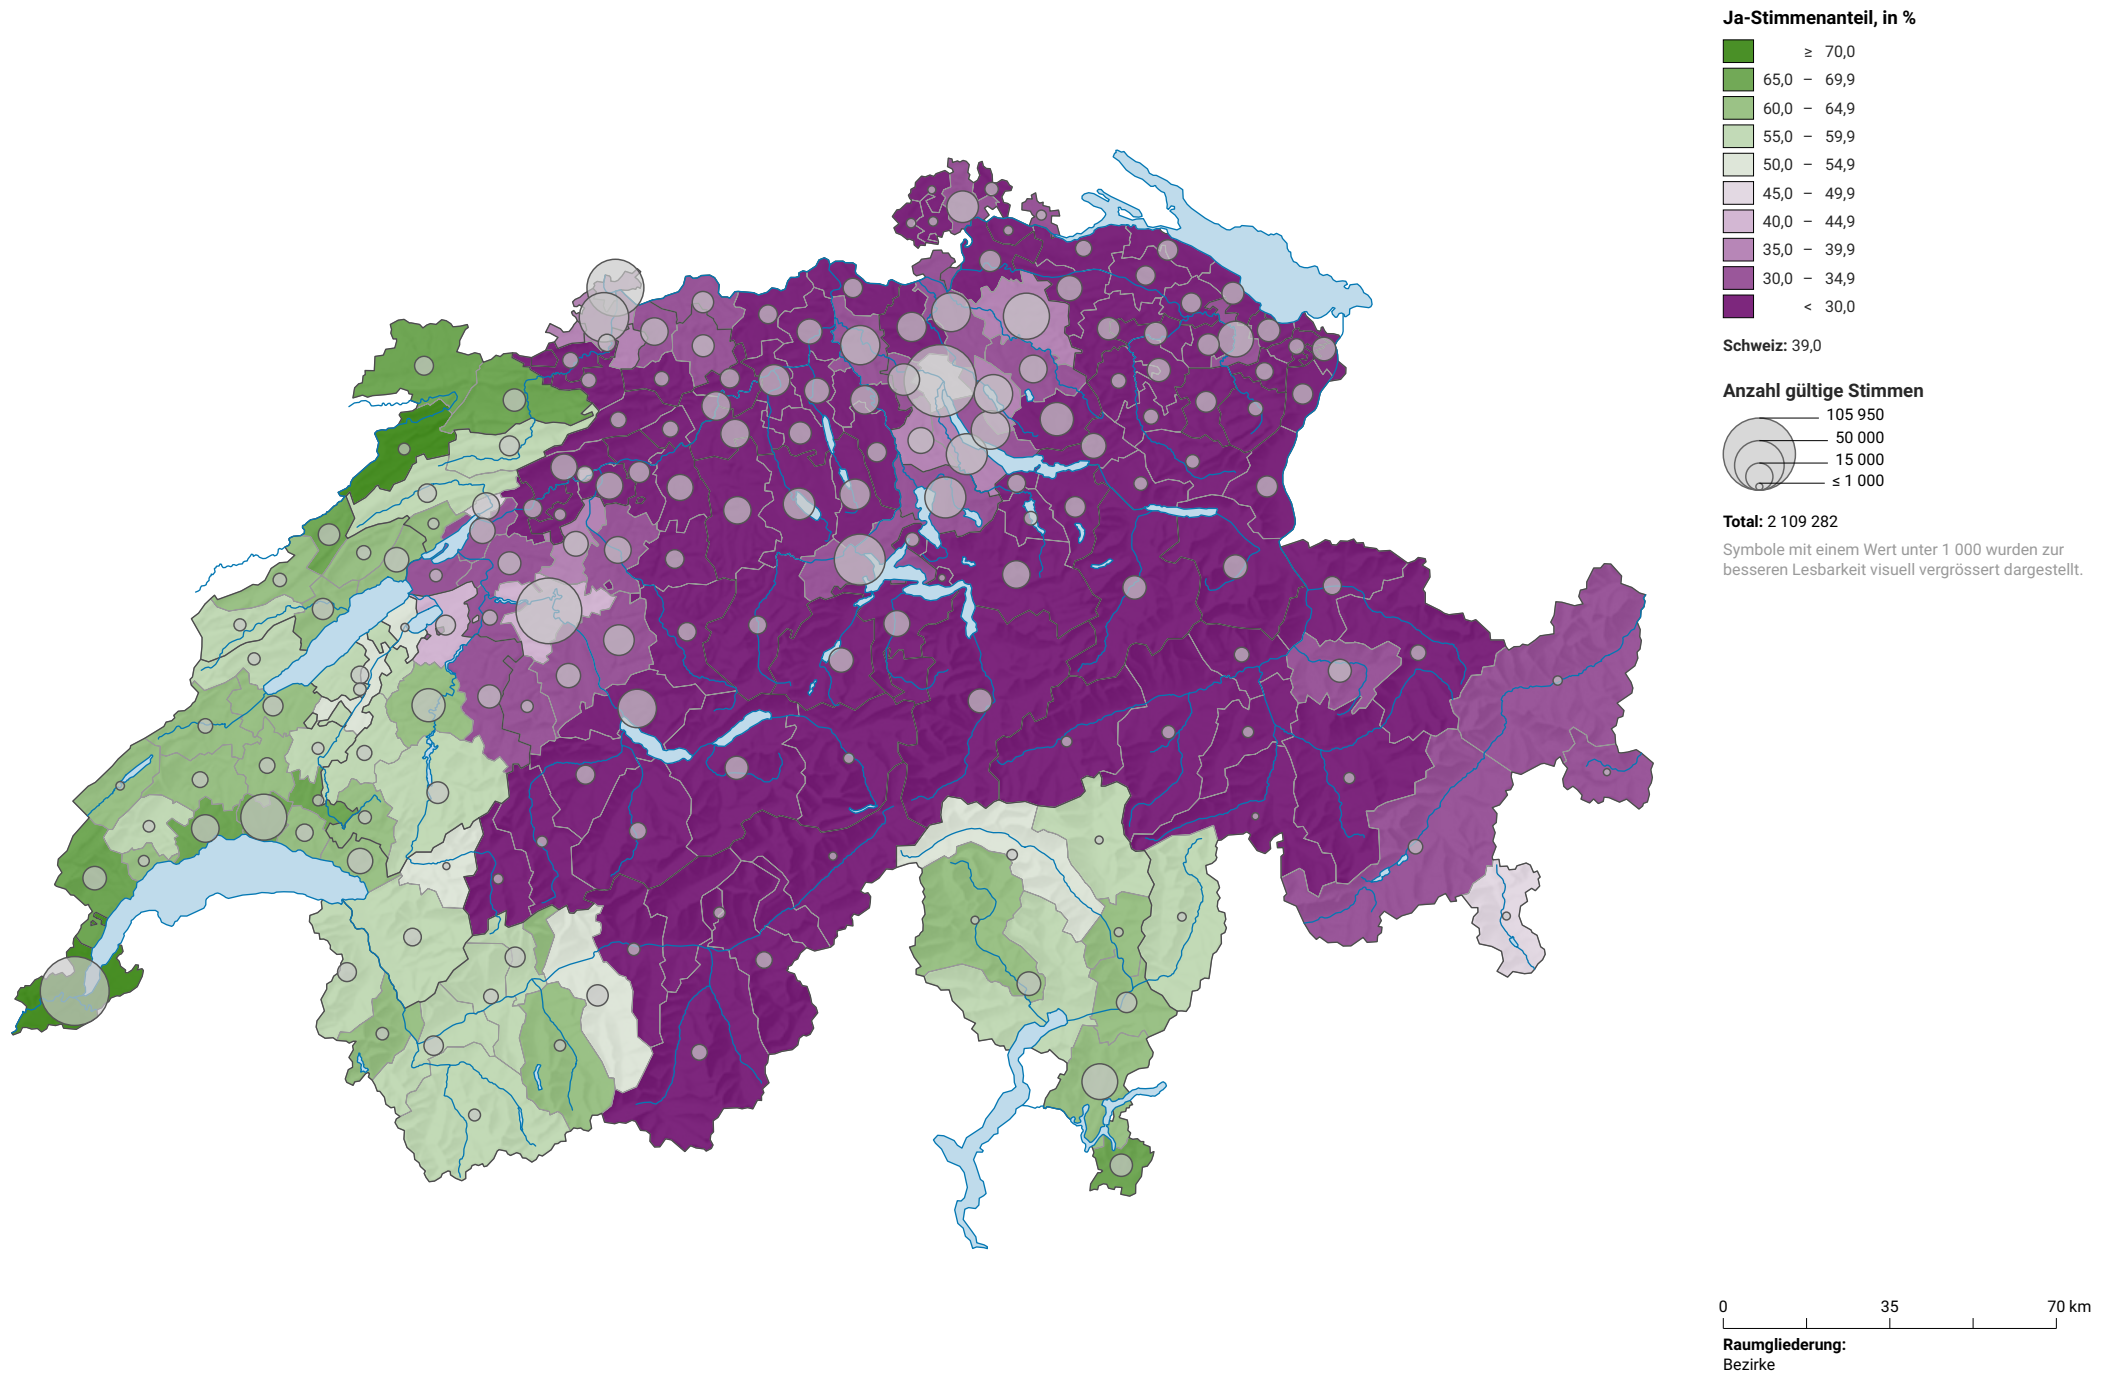 Ja-Stimmenanteil, in %
≥ 70,0
65,0 – 69,9
60,0 – 64,9
55,0 – 59,9
50,0 – 54,9
45,0 – 49,9
40,0 – 44,9
35,0 – 39,9
30,0 – 34,9
< 30,0
Schweiz: 39,0
Anzahl gültige Stimmen
105 950
50 000
15 000
≤ 1 000
Total: 2 109 282
Symbole mit einem Wert unter 1 000 wurden zur
besseren Lesbarkeit visuell vergrössert dargestellt.
0 35 70 km
Raumgliederung:
Bezirke